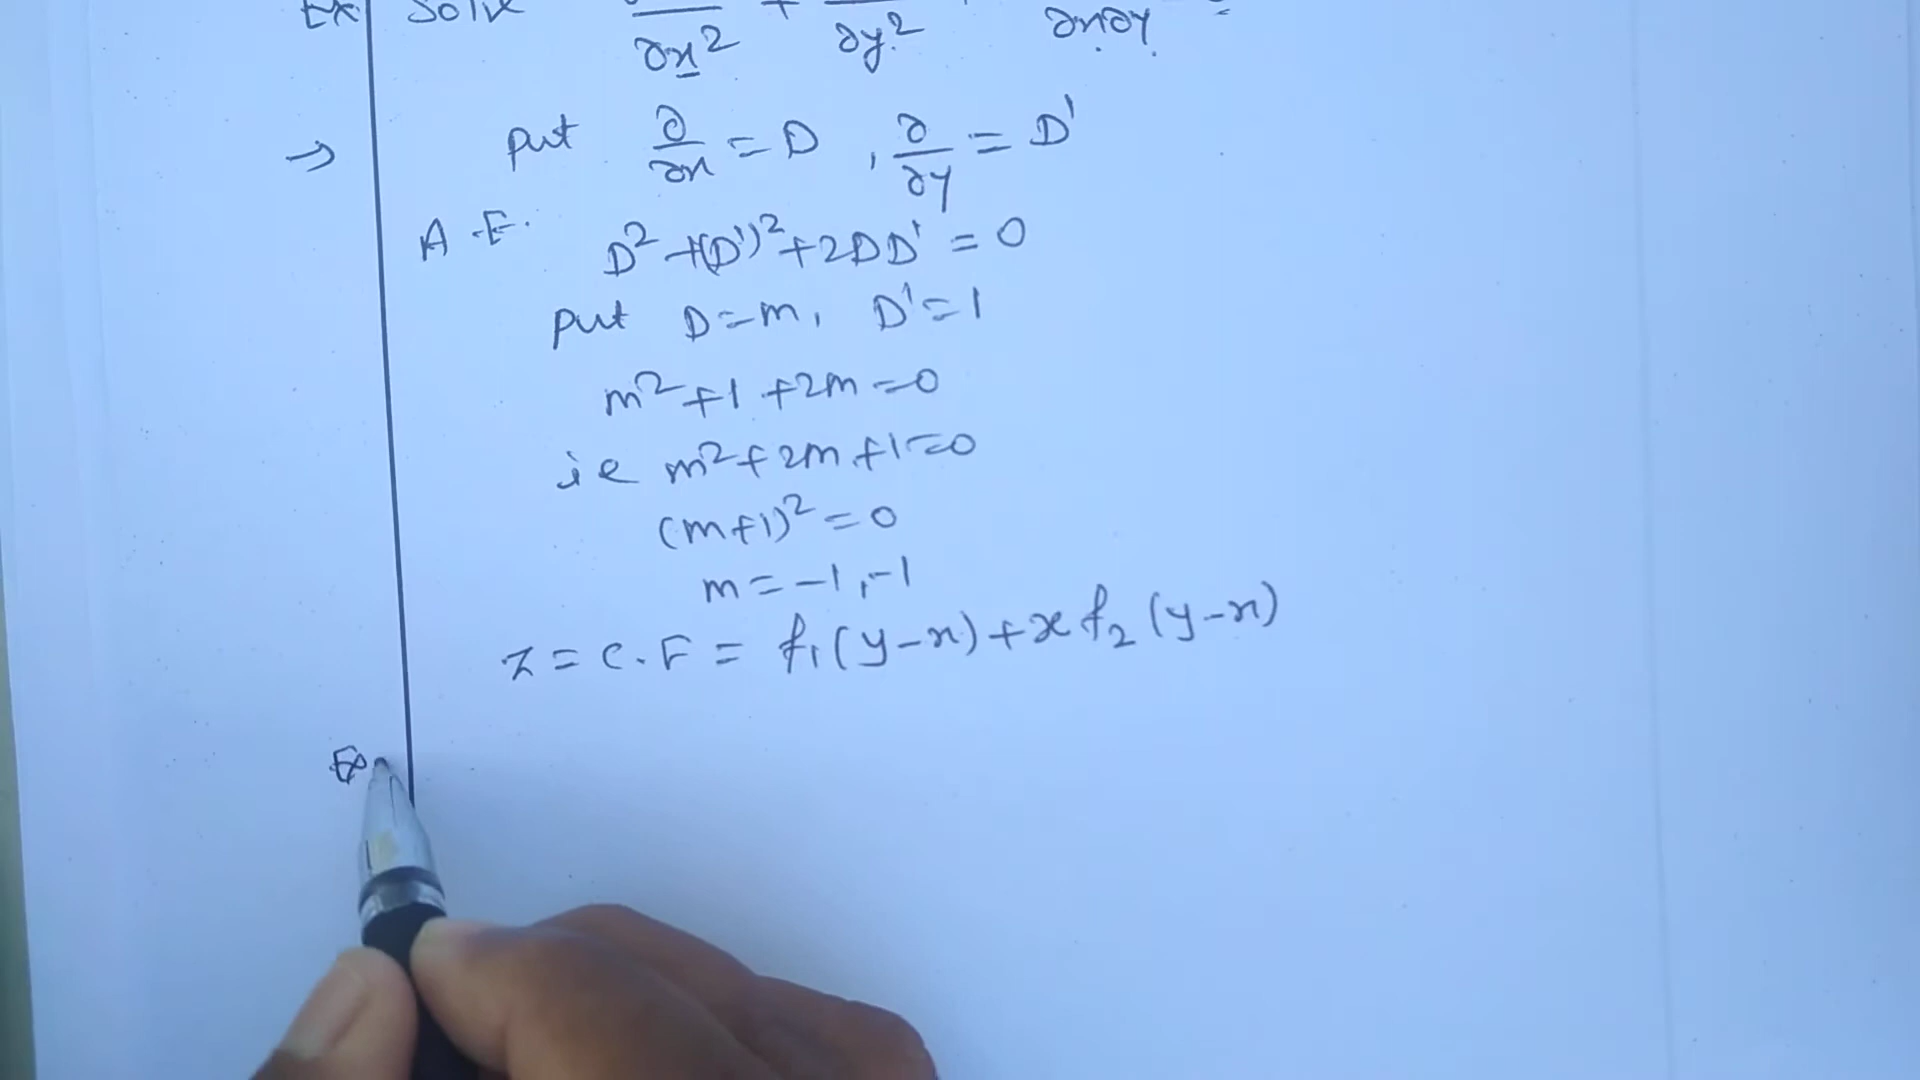 Ex Solve + +
∂x² ∂y² ∂x∂y
⇒ put ∂/∂x = D , ∂/∂y = D'
A.E. D² + (D')² + 2DD' = 0
put D = m, D' = 1
m² + 1 + 2m = 0
ie m² + 2m + 1 = 0
(m+1)² = 0
m = -1, -1
z = C.F = f₁(y-x) + x f₂(y-x)
Ex